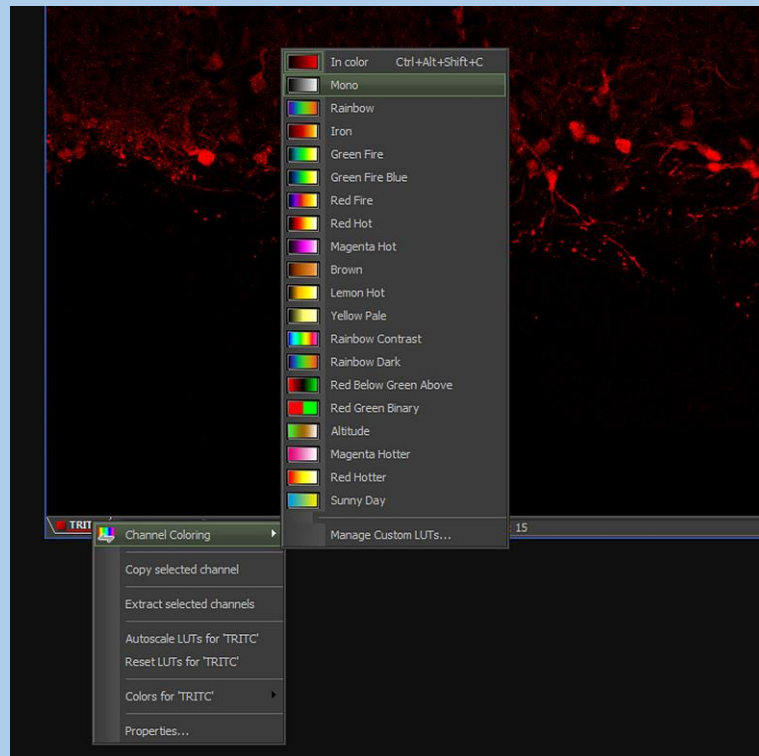 In color Ctrl+Alt+Shift+C
Mono
Rainbow
Iron
Green Fire
Green Fire Blue
Red Fire
Red Hot
Magenta Hot
Brown
Lemon Hot
Yellow Pale
Rainbow Contrast
Rainbow Dark
Red Below Green Above
Red Green Binary
Altitude
Magenta Hotter
Red Hotter
Sunny Day
Manage Custom LUTs...
TRIT
15
Channel Coloring
Copy selected channel
Extract selected channels
Autoscale LUTs for 'TRITC'
Reset LUTs for 'TRITC'
Colors for 'TRITC'
Properties...